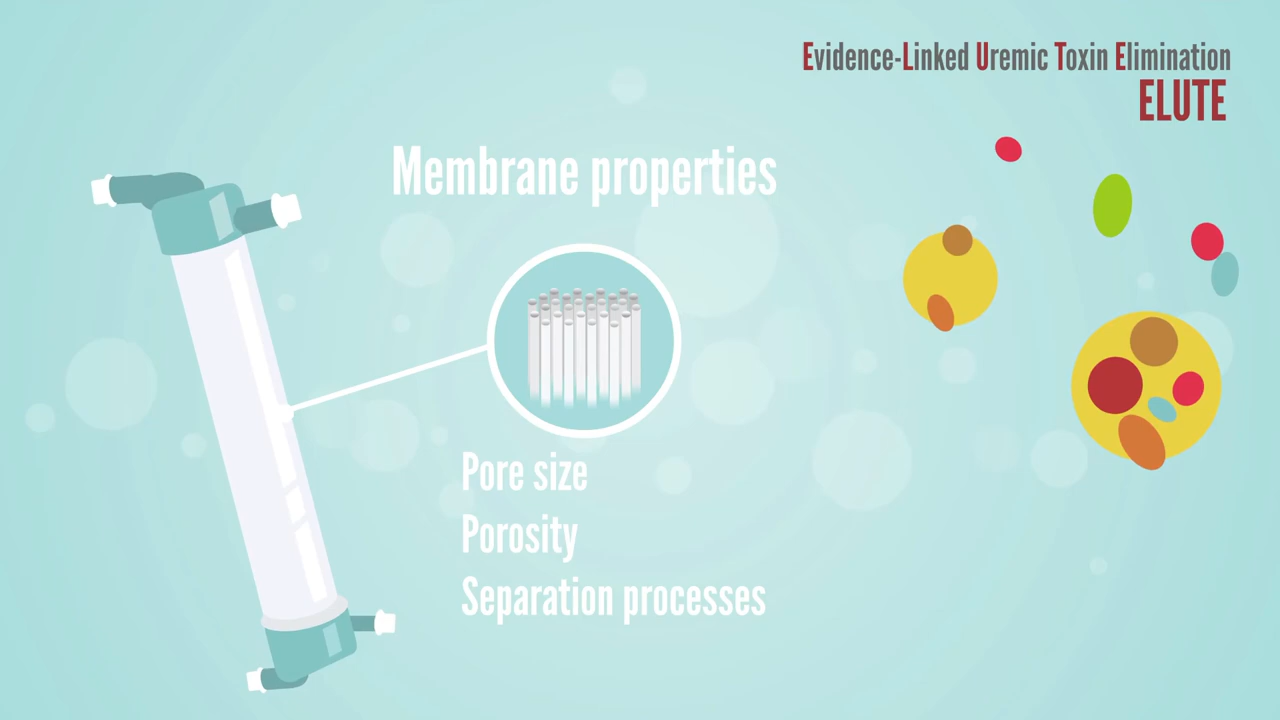 Evidence-Linked Uremic Toxin Elimination
ELUTE
Membrane properties
Pore size
Porosity
Separation processes